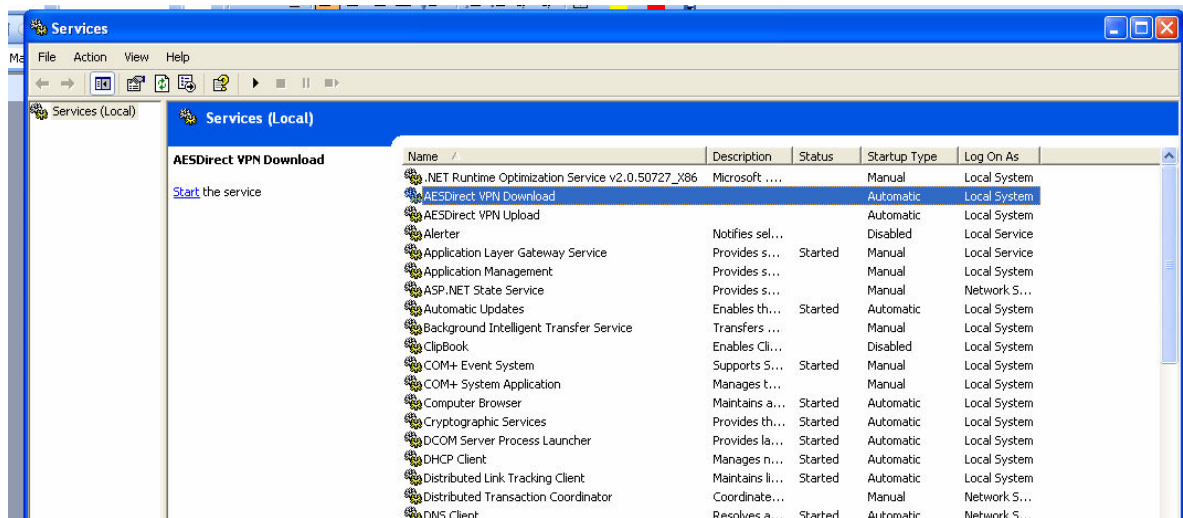 Services
Ma
File Action View Help
Services (Local)
Services (Local)
AESDirect VPN Download
Start the service
Name Description Status Startup Type Log On As
.NET Runtime Optimization Service v2.0.50727_X86 Microsoft .... Manual Local System
AESDirect VPN Download Automatic Local System
AESDirect VPN Upload Automatic Local System
Alerter Notifies sel... Disabled Local Service
Application Layer Gateway Service Provides s... Started Manual Local Service
Application Management Provides s... Manual Local System
ASP.NET State Service Provides s... Manual Network S...
Automatic Updates Enables th... Started Automatic Local System
Background Intelligent Transfer Service Transfers ... Manual Local System
ClipBook Enables Cli... Disabled Local System
COM+ Event System Supports S... Started Manual Local System
COM+ System Application Manages t... Manual Local System
Computer Browser Maintains a... Started Automatic Local System
Cryptographic Services Provides th... Started Automatic Local System
DCOM Server Process Launcher Provides la... Started Automatic Local System
DHCP Client Manages n... Started Automatic Local System
Distributed Link Tracking Client Maintains li... Started Automatic Local System
Distributed Transaction Coordinator Coordinate... Manual Network S...
DNS Client Resolves a... Started Automatic Network S...